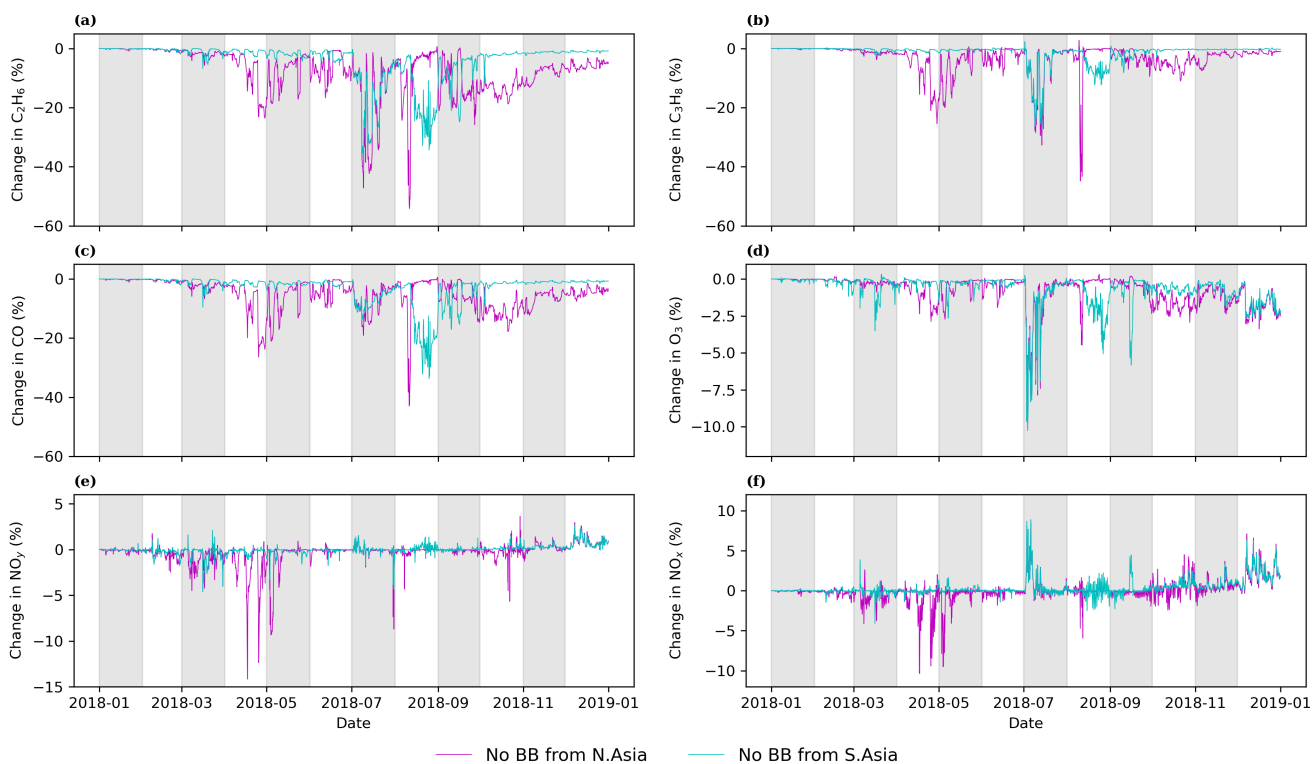 (a)
Change in C₂H₆ (%)
0
−20
−40
−60
(b)
Change in C₃H₈ (%)
0
−20
−40
−60
(c)
Change in CO (%)
0
−20
−40
−60
(d)
Change in O₃ (%)
0.0
−2.5
−5.0
−7.5
−10.0
(e)
Change in NOy (%)
5
0
−5
−10
−15
2018-01 2018-03 2018-05 2018-07 2018-09 2018-11 2019-01
Date
(f)
Change in NOₓ (%)
10
5
0
−5
−10
2018-01 2018-03 2018-05 2018-07 2018-09 2018-11 2019-01
Date
No BB from N.Asia No BB from S.Asia